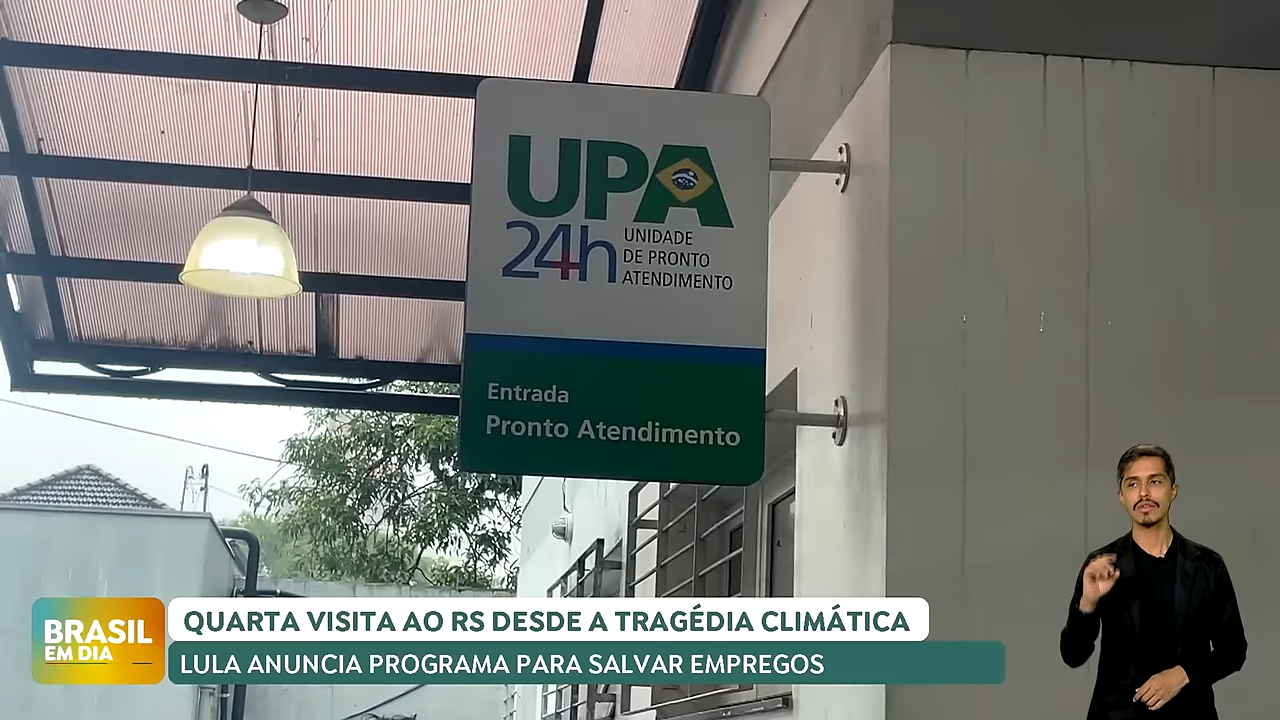 UPA
24h
UNIDADE
DE PRONTO
ATENDIMENTO
Entrada
Pronto Atendimento
BRASIL
EM DIA
QUARTA VISITA AO RS DESDE A TRAGÉDIA CLIMÁTICA
LULA ANUNCIA PROGRAMA PARA SALVAR EMPREGOS